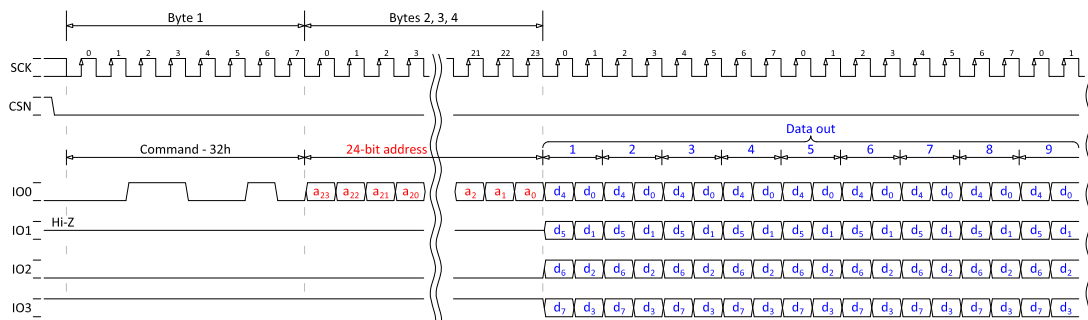 Byte 1 Bytes 2, 3, 4
0 1 2 3 4 5 6 7 0 1 2 3 21 22 23 0 1 2 3 4 5 6 7 0 1 2 3 4 5 6 7 0 1
SCK
CSN
Data out
Command - 32h 24-bit address 1 2 3 4 5 6 7 8 9
IO0 a23 a22 a21 a20 a2 a1 a0 d4 d0 d4 d0 d4 d0 d4 d0 d4 d0 d4 d0 d4 d0 d4 d0 d4 d0
Hi-Z
IO1 d5 d1 d5 d1 d5 d1 d5 d1 d5 d1 d5 d1 d5 d1 d5 d1 d5 d1
IO2 d6 d2 d6 d2 d6 d2 d6 d2 d6 d2 d6 d2 d6 d2 d6 d2 d6 d2
IO3 d7 d3 d7 d3 d7 d3 d7 d3 d7 d3 d7 d3 d7 d3 d7 d3 d7 d3